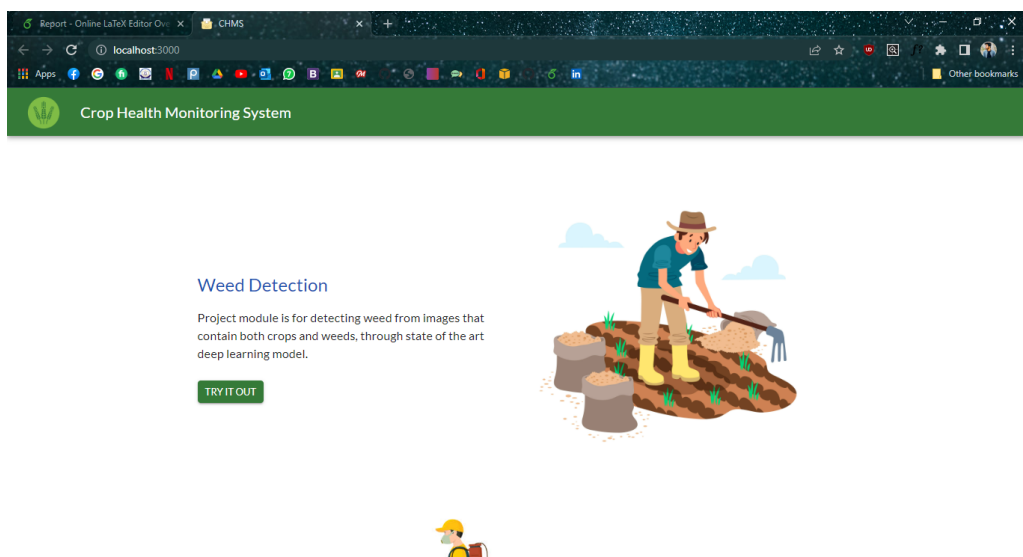 Report - Online LaTeX Editor Ove
CHMS
localhost:3000
Apps
Other bookmarks
Crop Health Monitoring System
Weed Detection
Project module is for detecting weed from images that
contain both crops and weeds, through state of the art
deep learning model.
TRY IT OUT